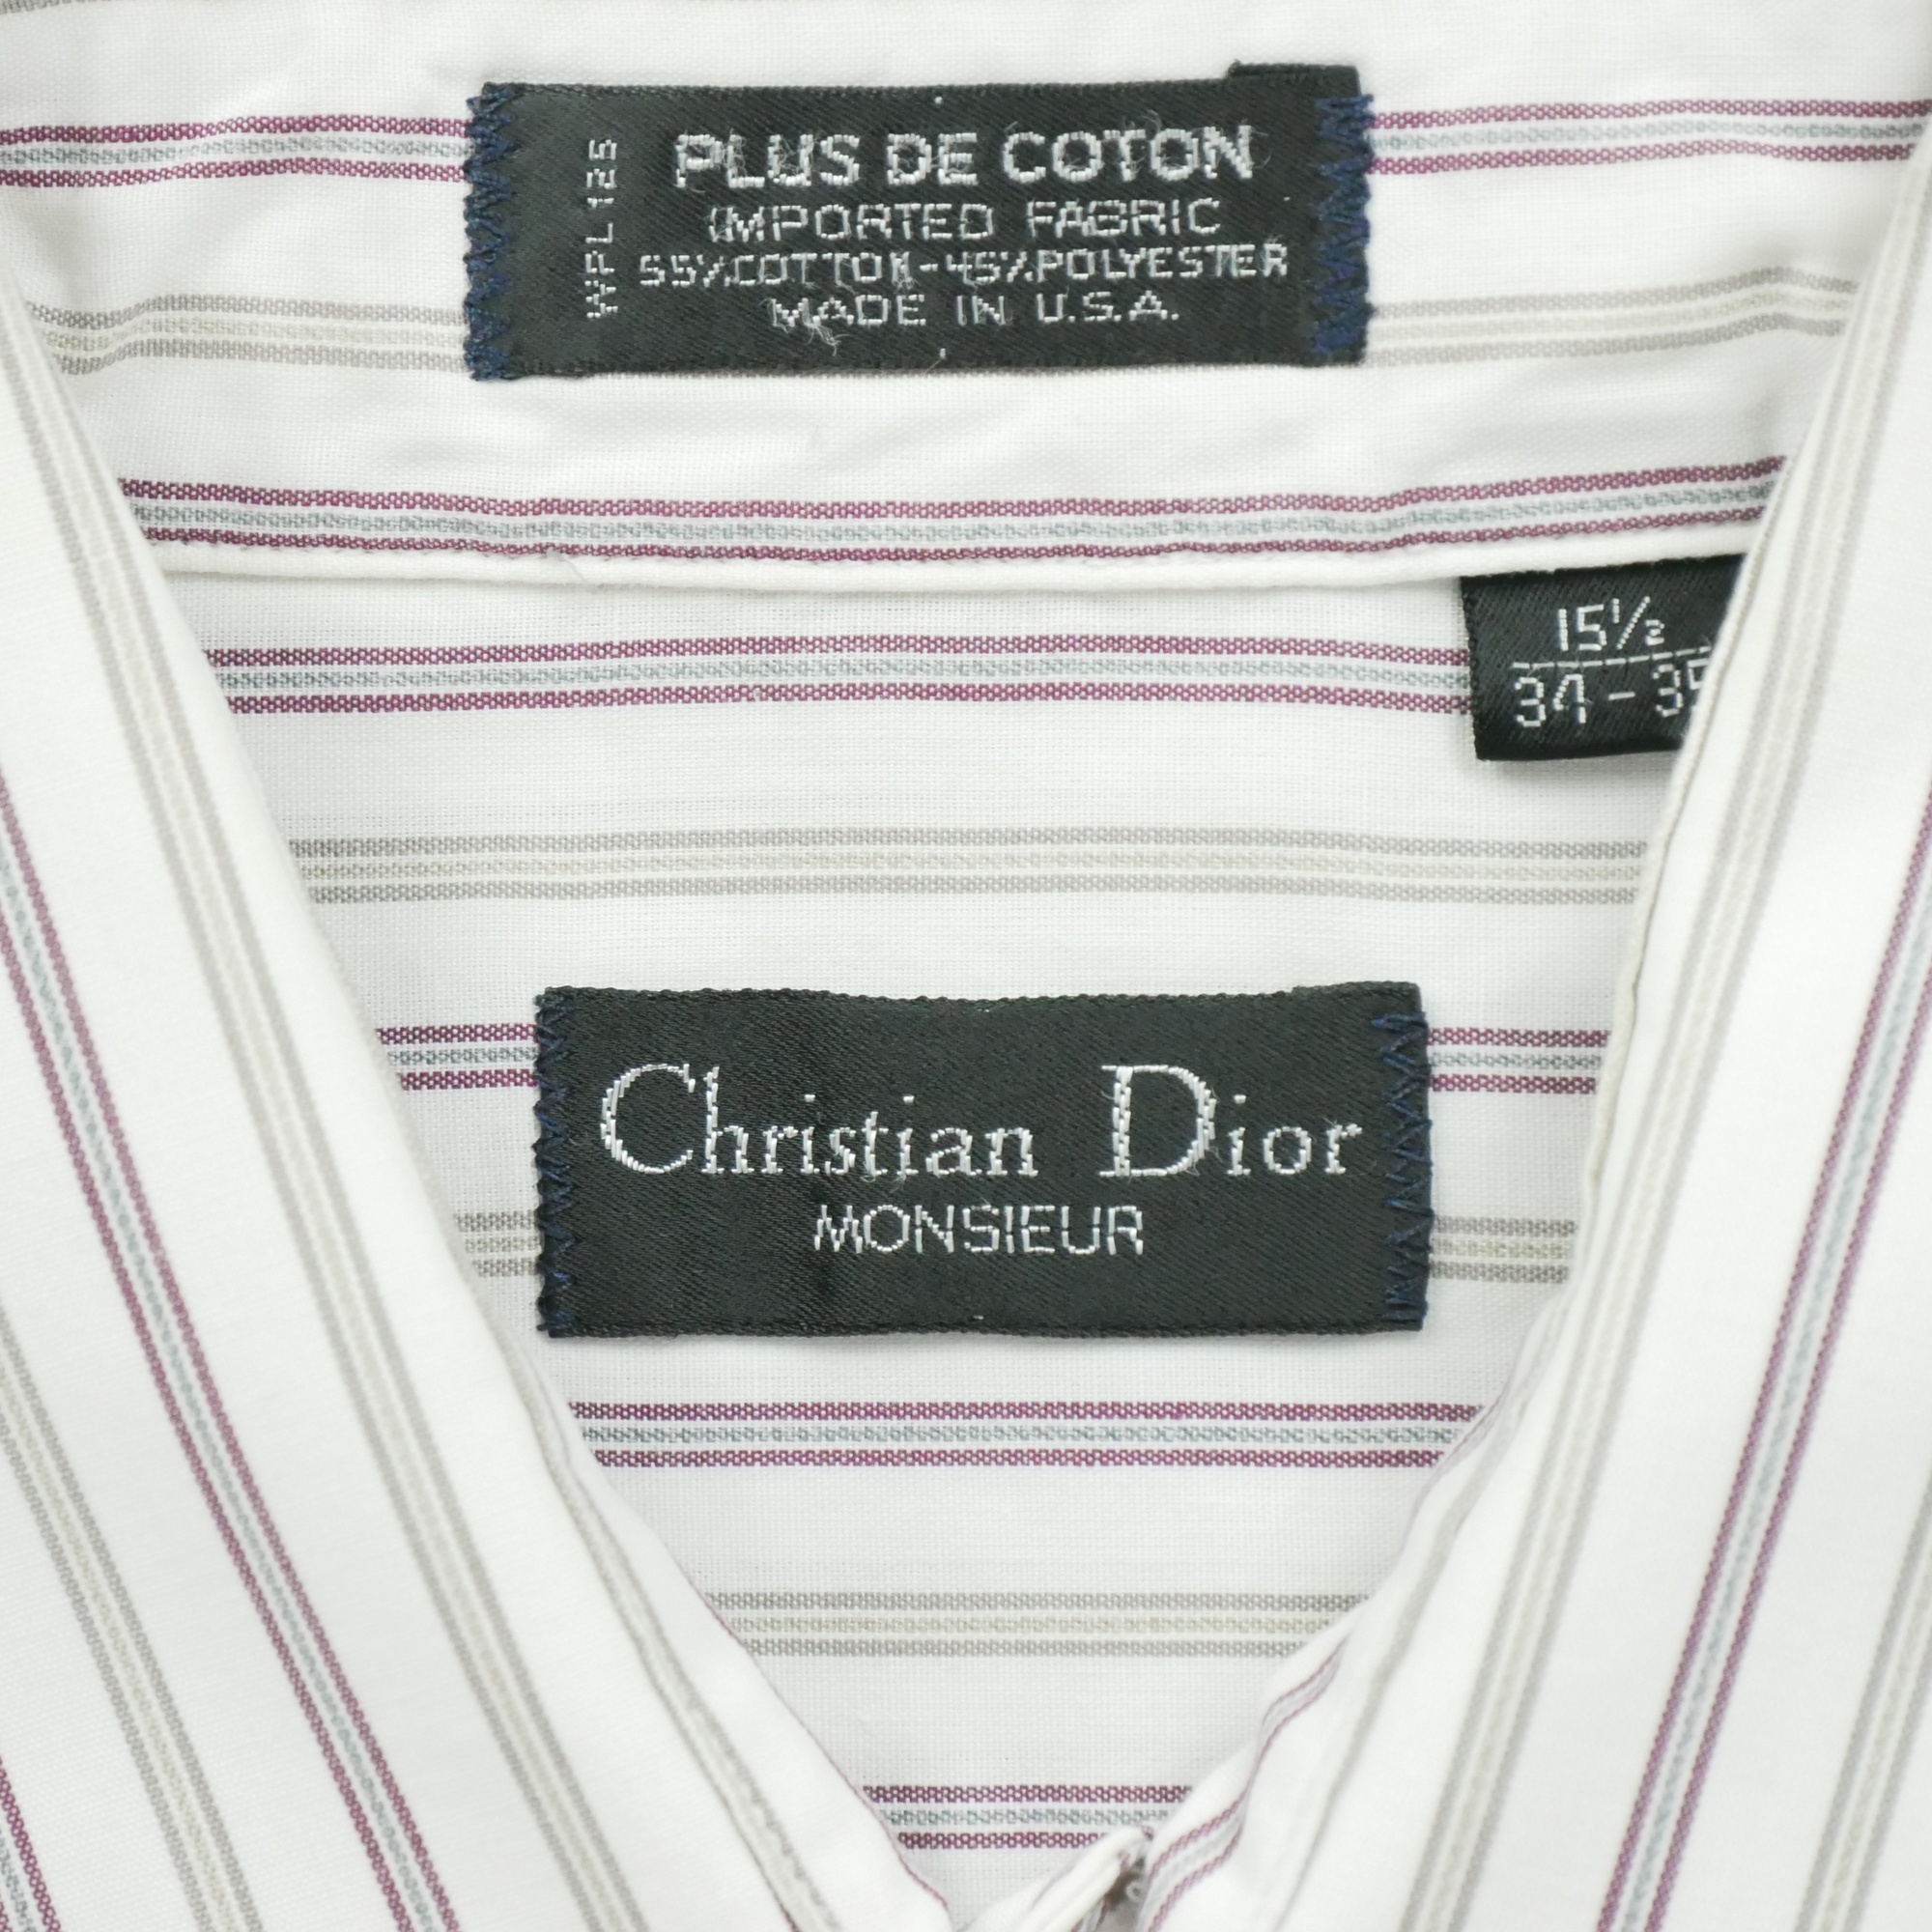 WPL 125
PLUS DE COTON
IMPORTED FABRIC
55% COTTON-45% POLYESTER
MADE IN U.S.A.
15½
34-35
Christian Dior
MONSIEUR